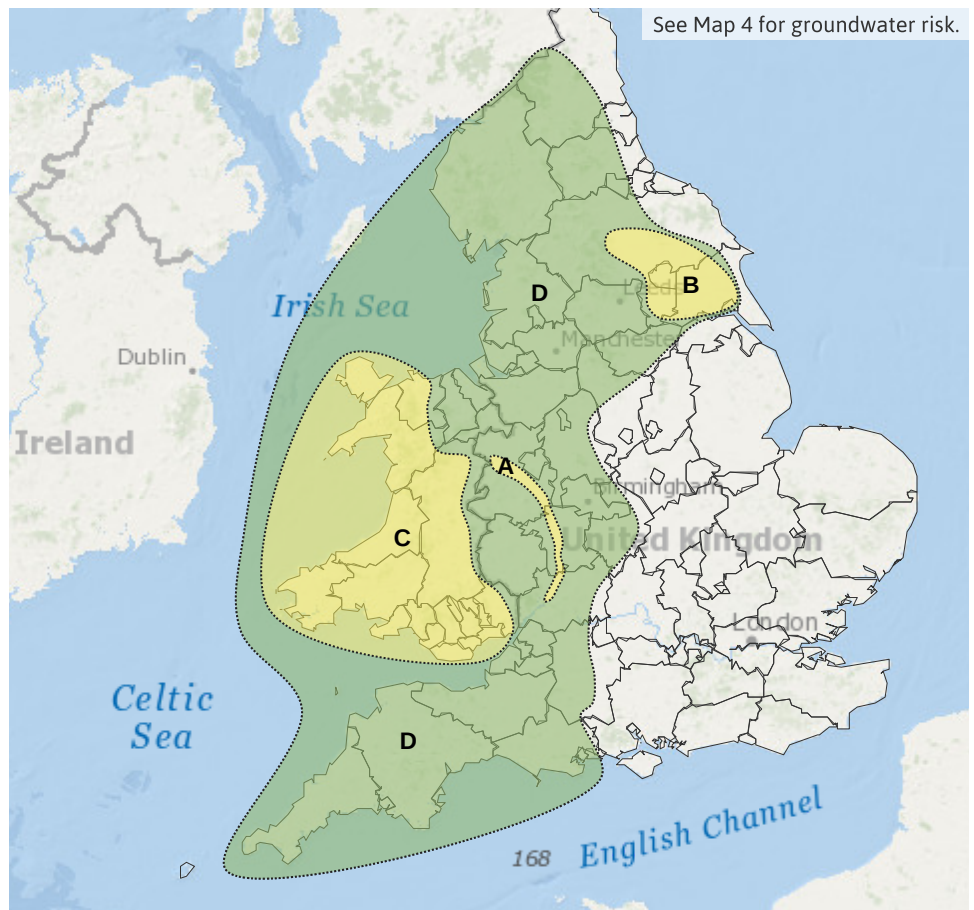 See Map 4 for groundwater risk.
D
B
Leeds
Irish Sea
Manchester
Dublin
Ireland
A
Birmingham
C
United Kingdom
London
Celtic
Sea
D
English Channel
168